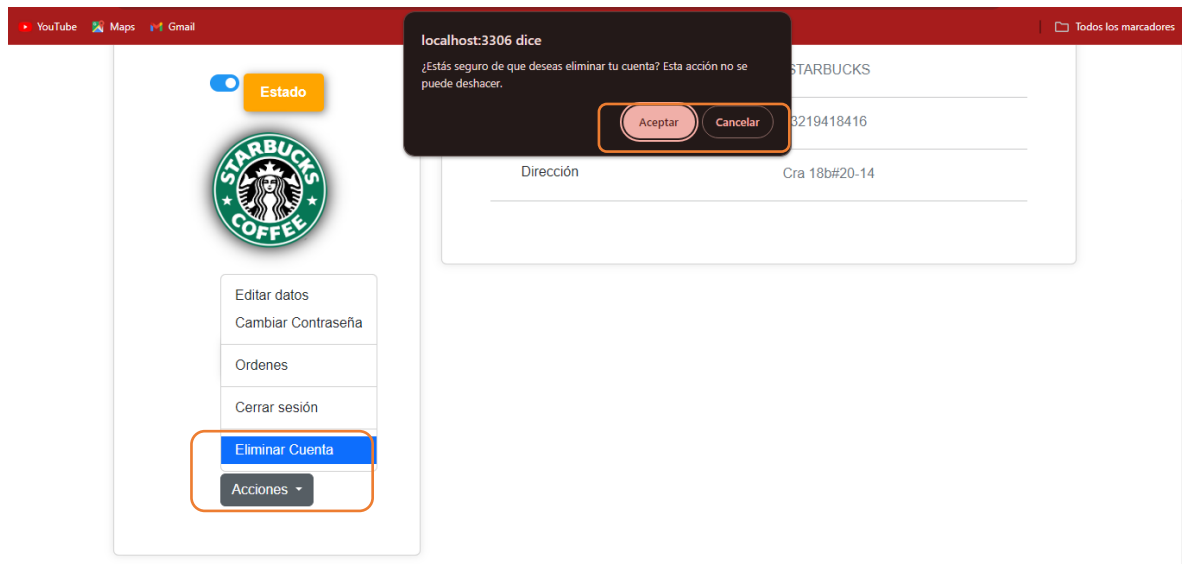 YouTube
Maps
Gmail
Todos los marcadores
localhost:3306 dice
¿Estás seguro de que deseas eliminar tu cuenta? Esta acción no se
puede deshacer.
Aceptar
Cancelar
Estado
STARBUCKS
COFFEE
Editar datos
Cambiar Contraseña
Ordenes
Cerrar sesión
Eliminar Cuenta
Acciones
STARBUCKS
3219418416
Dirección
Cra 18b#20-14